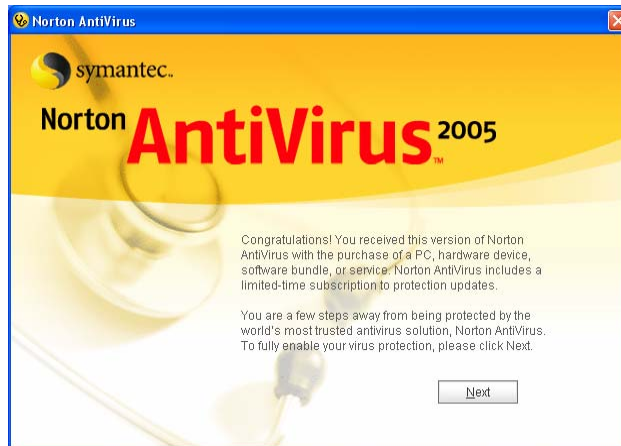 Norton AntiVirus
symantec.
Norton AntiVirus™ 2005
Congratulations! You received this version of Norton
AntiVirus with the purchase of a PC, hardware device,
software bundle, or service. Norton AntiVirus includes a
limited-time subscription to protection updates.
You are a few steps away from being protected by the
world's most trusted antivirus solution, Norton AntiVirus.
To fully enable your virus protection, please click Next.
Next